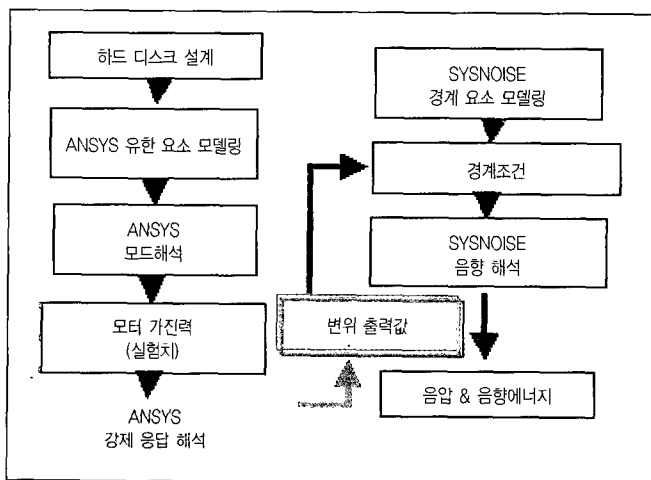 하드 디스크 설계
ANSYS 유한 요소 모델링
ANSYS
모드해석
모터 가진력
(실험치)
ANSYS
강제 응답 해석
SYSNOISE
경계 요소 모델링
경계조건
SYSNOISE
음향 해석
변위 출력값
음압 & 음향에너지